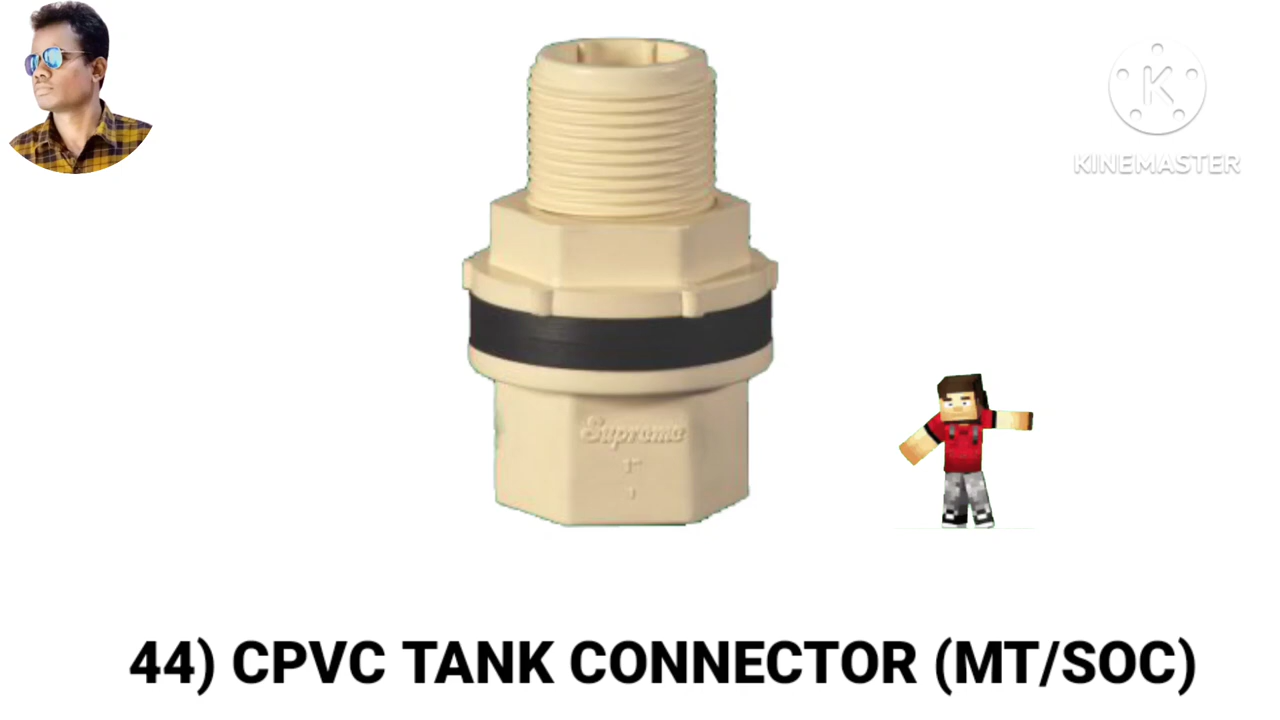 K
KINEMASTER
Supreme
1"
44) CPVC TANK CONNECTOR (MT/SOC)